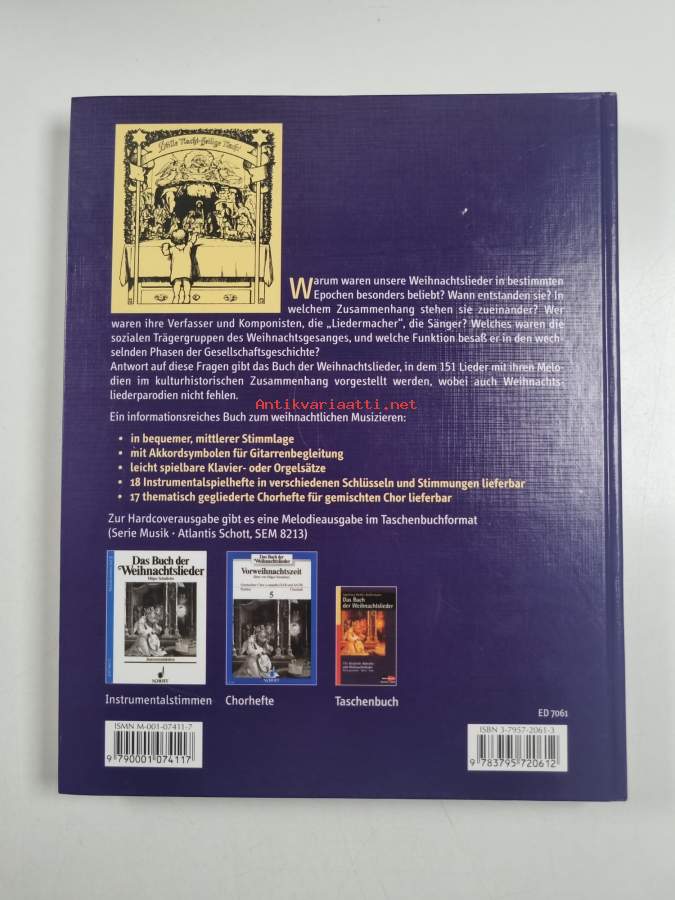 Stille Nacht-Heilige Nacht!
Warum waren unsere Weihnachtslieder in bestimmten
Epochen besonders beliebt? Wann entstanden sie? In
welchem Zusammenhang stehen sie zueinander? Wer
waren ihre Verfasser und Komponisten, die „Liedermacher“, die Sänger? Welches waren die
sozialen Trägergruppen des Weihnachtsgesanges, und welche Funktion besaß er in den wech-
selnden Phasen der Gesellschaftsgeschichte?
Antwort auf diese Fragen gibt das Buch der Weihnachtslieder, in dem 151 Lieder mit ihren Melo-
dien im kulturhistorischen Zusammenhang vorgestellt werden, wobei auch Weihnachts-
liederparodien nicht fehlen.
Antikvariaatti.net
Ein informationsreiches Buch zum weihnachtlichen Musizieren:
• in bequemer, mittlerer Stimmlage
• mit Akkordsymbolen für Gitarrenbegleitung
• leicht spielbare Klavier- oder Orgelsätze
• 18 Instrumentalspielhefte in verschiedenen Schlüsseln und Stimmungen lieferbar
• 17 thematisch gegliederte Chorhefte für gemischten Chor lieferbar
Zur Hardcoverausgabe gibt es eine Melodieausgabe im Taschenbuchformat
(Serie Musik • Atlantis Schott, SEM 8213)
Das Buch der
Weihnachtslieder
SCHOTT
Das Buch der Weihnachtslieder
Vorweihnachtszeit
5
SCHOTT
Das Buch
der Weihnachtslieder
Instrumentalstimmen
Chorhefte
Taschenbuch
ED 7061
ISMN M-001-07411-7
9 790001 074117
ISBN 3-7957-2061-3
9 783795 720612